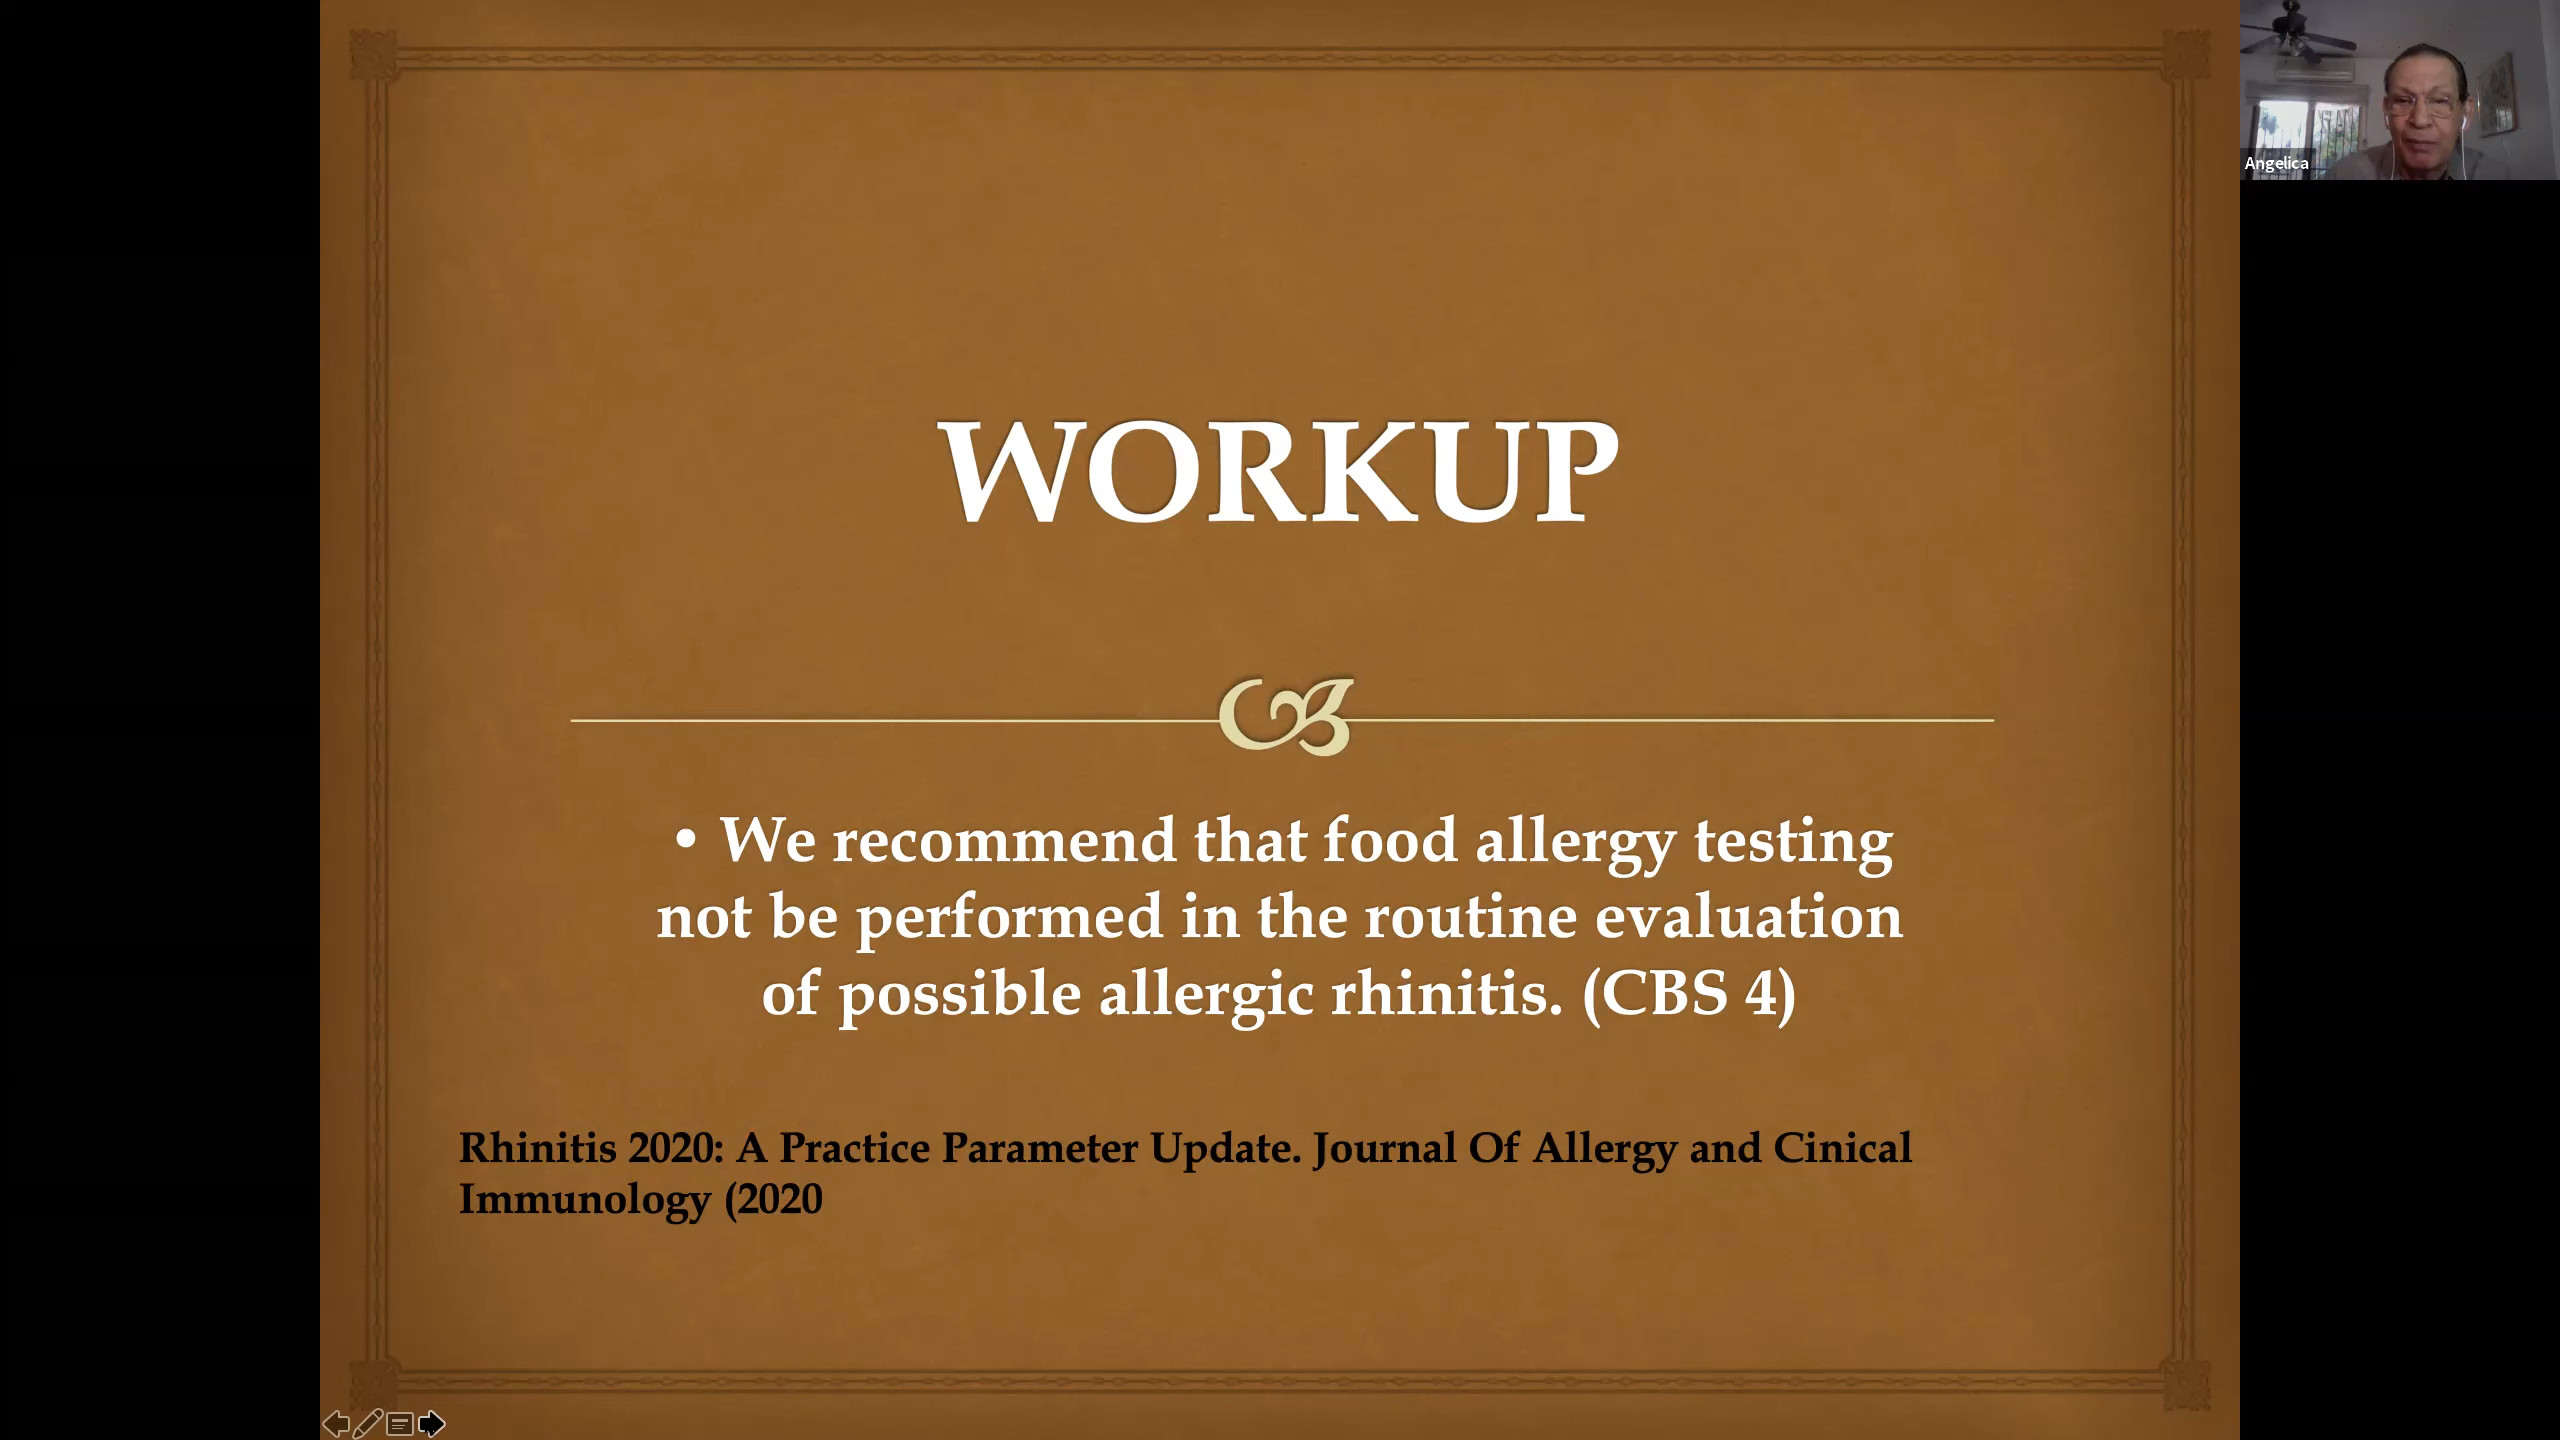 WORKUP
• We recommend that food allergy testing
not be performed in the routine evaluation
of possible allergic rhinitis. (CBS 4)
Rhinitis 2020: A Practice Parameter Update. Journal Of Allergy and Cinical
Immunology (2020
Angelica